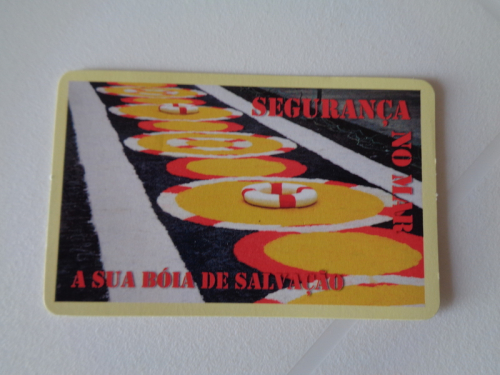 SEGURANÇA
NO MAR
A SUA BÓIA DE SALVAÇÃO